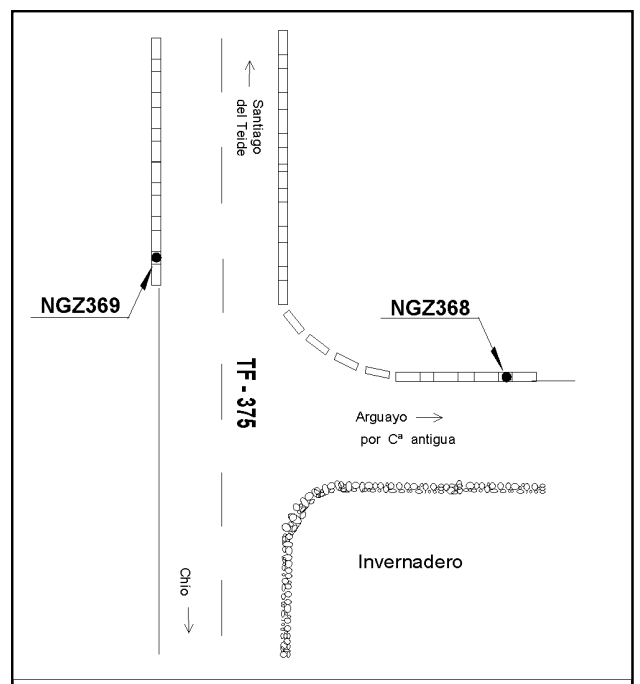 Santiago
del Teide
NGZ369
NGZ368
TF - 375
Arguayo
por Cª antigua
Invernadero
Chio